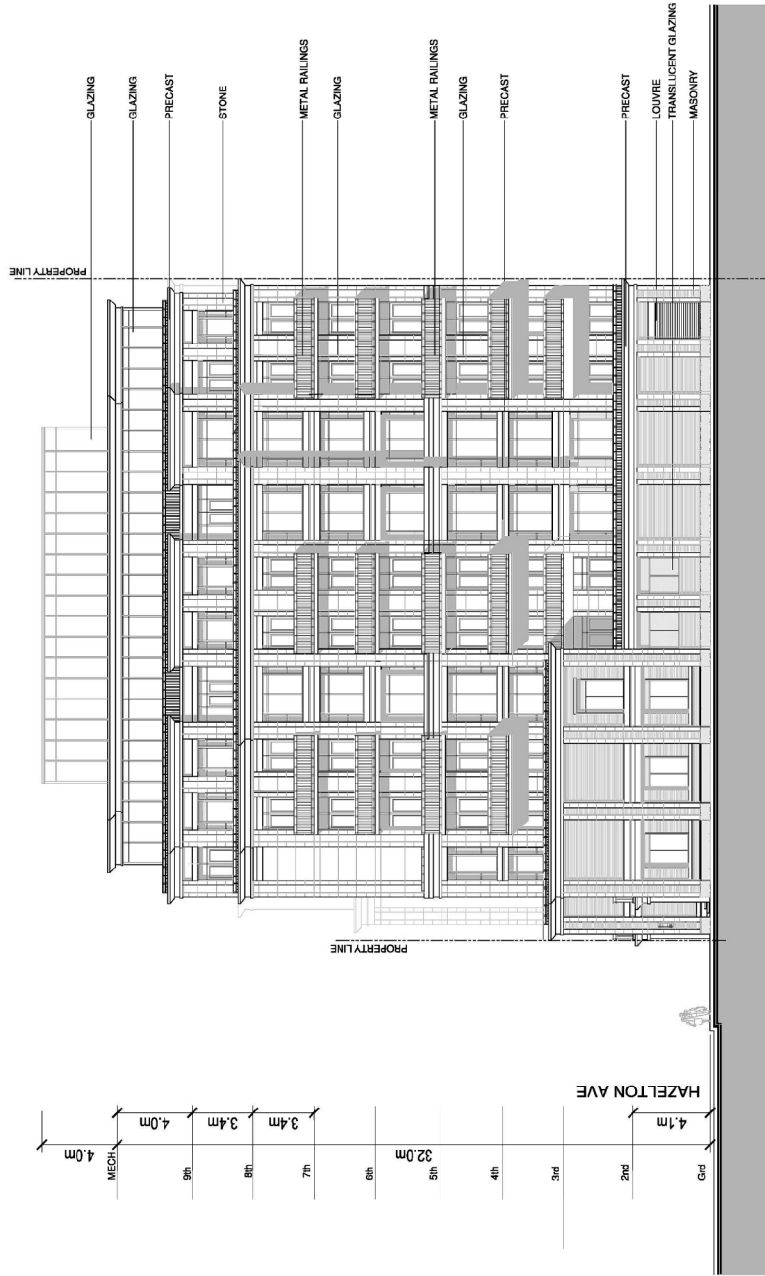 GLAZING
GLAZING
PRECAST
STONE
METAL RAILINGS
GLAZING
METAL RAILINGS
GLAZING
PRECAST
PRECAST
LOUVRE
TRANSLUCENT GLAZING
MASONRY
PROPERTY LINE
PROPERTY LINE
HAZELTON AVE
4.0m
4.0m
3.4m
3.4m
32.0m
4.1m
MECH
9th
8th
7th
6th
5th
4th
3rd
2nd
Grd